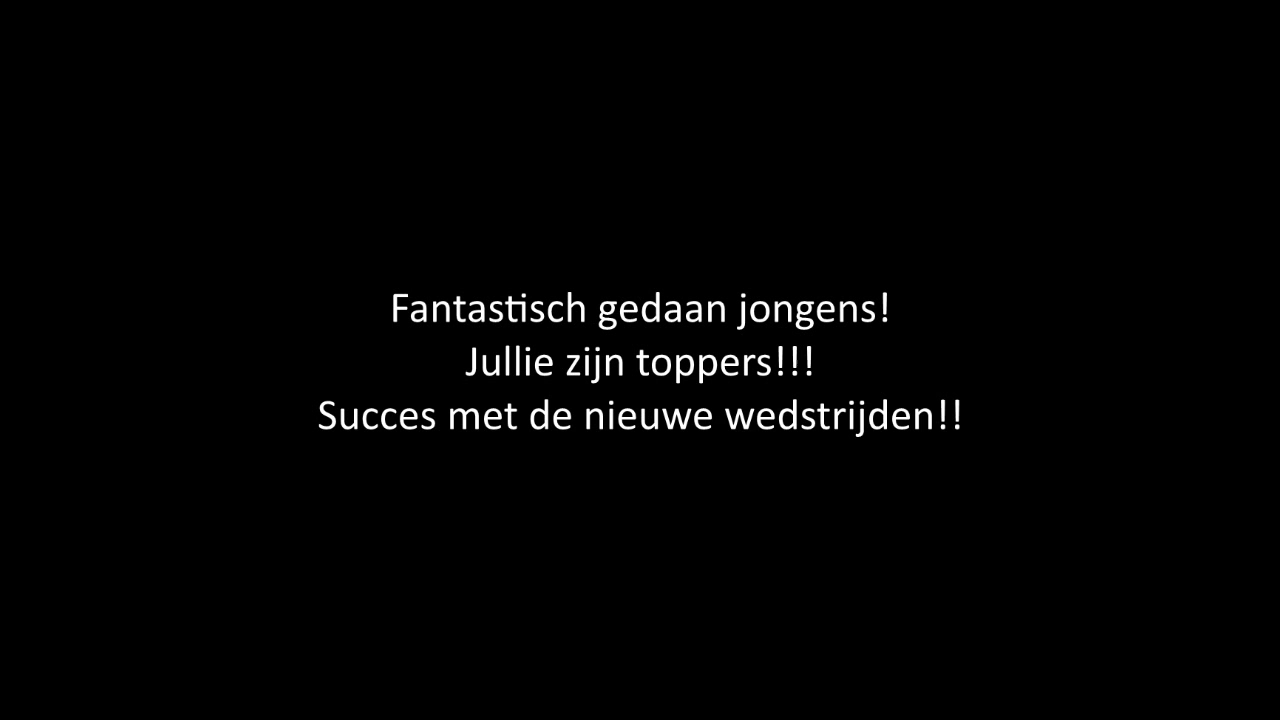 Fantastisch gedaan jongens!
Jullie zijn toppers!!!
Succes met de nieuwe wedstrijden!!